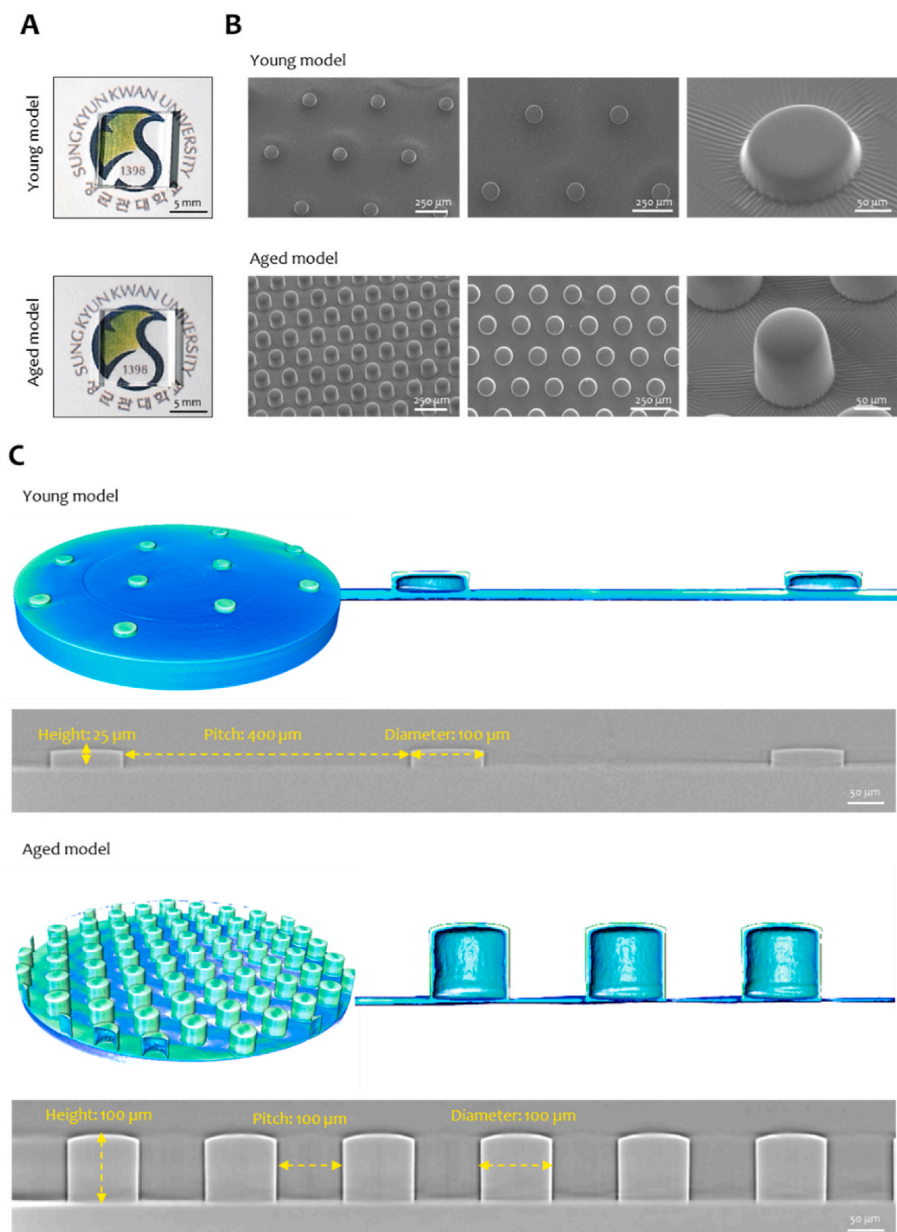 A
B
Young model
Young model
SUNGKYUNKWAN UNIVERSITY
1398
성균관대학교
5 mm
250 µm
250 µm
50 µm
Aged model
Aged model
SUNGKYUNKWAN UNIVERSITY
1398
성균관대학교
5 mm
250 µm
250 µm
50 µm
C
Young model
Height: 25 µm
Pitch: 400 µm
Diameter: 100 µm
50 µm
Aged model
Height: 100 µm
Pitch: 100 µm
Diameter: 100 µm
50 µm